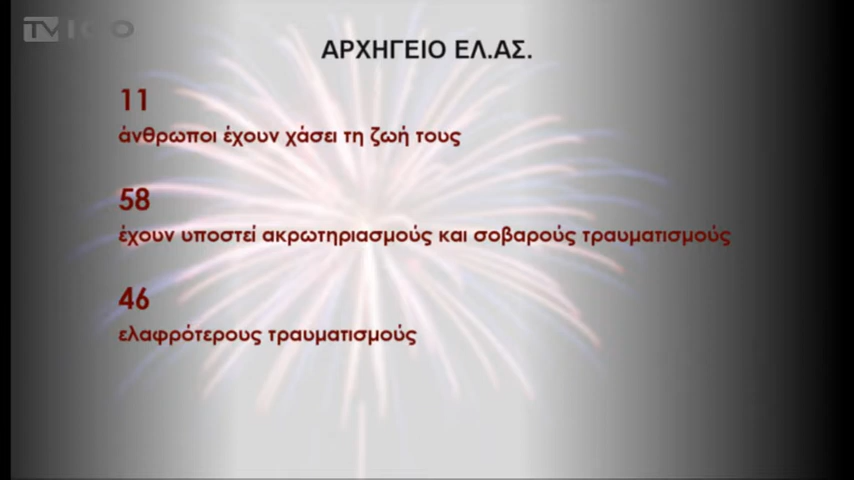 TV100
ΑΡΧΗΓΕΙΟ ΕΛ.ΑΣ.
11
άνθρωποι έχουν χάσει τη ζωή τους
58
έχουν υποστεί ακρωτηριασμούς και σοβαρούς τραυματισμούς
46
ελαφρότερους τραυματισμούς